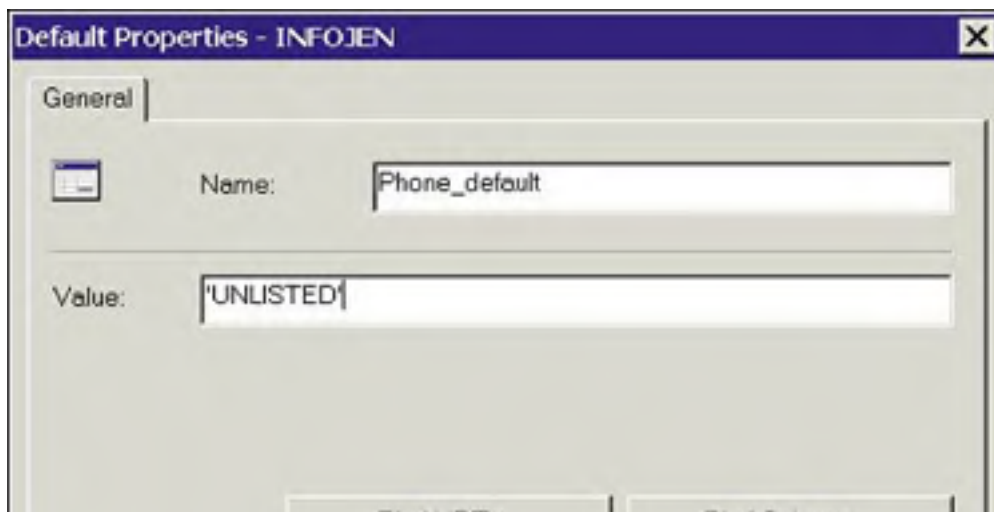 Default Properties - INFOJEN
General
Name: Phone_default
Value: 'UNLISTED'